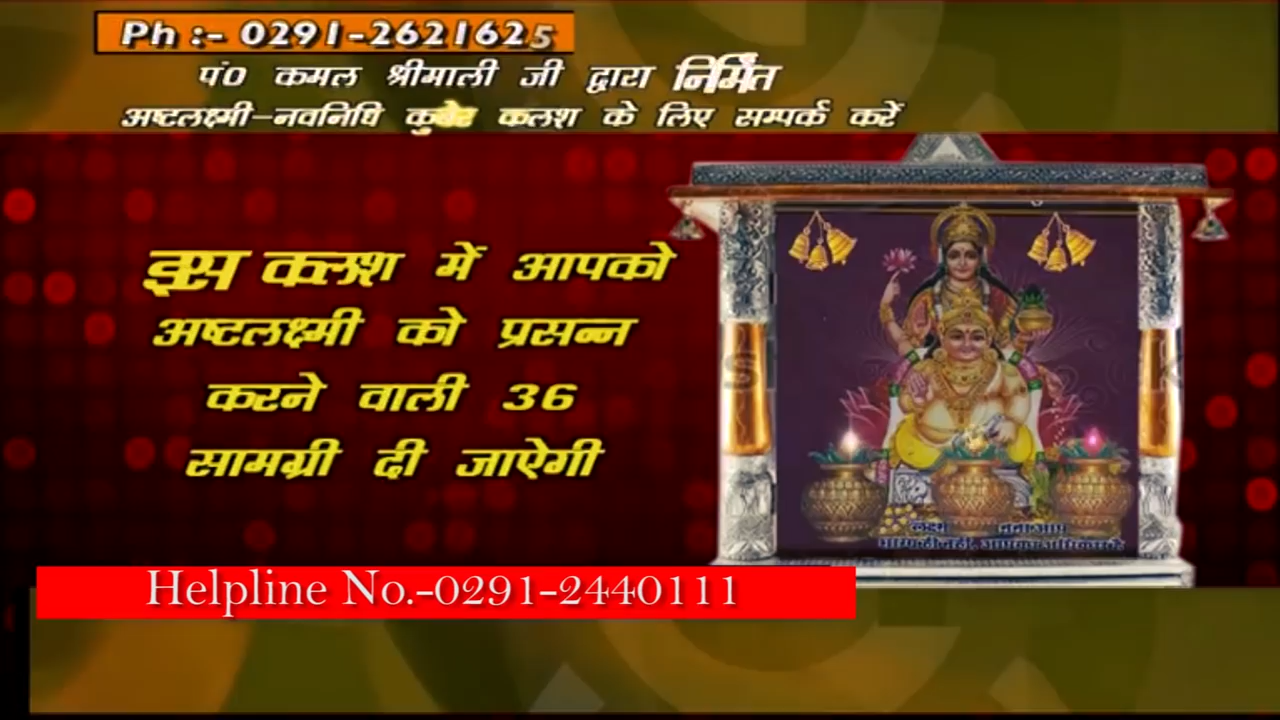 Ph :- 0291-2621625
पं0 कमल श्रीमाली जी द्वारा निर्मित
अष्टलक्ष्मी-नवनिधि कुबेर कलश के लिए सम्पर्क करें
इस कलश में आपको
अष्टलक्ष्मी को प्रसन्न
करने वाली 36
सामग्री दी जाऐगी
Helpline No.-0291-2440111